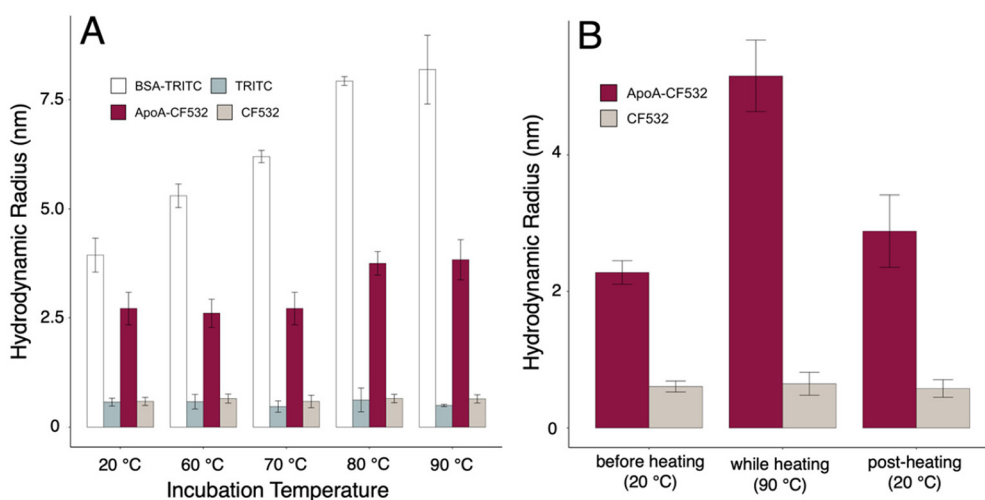 A
BSA-TRITC TRITC
ApoA-CF532 CF532
Hydrodynamic Radius (nm)
7.5
5.0
2.5
0
20 °C 60 °C 70 °C 80 °C 90 °C
Incubation Temperature
B
ApoA-CF532
CF532
Hydrodynamic Radius (nm)
4
2
0
before heating while heating post-heating
(20 °C) (90 °C) (20 °C)